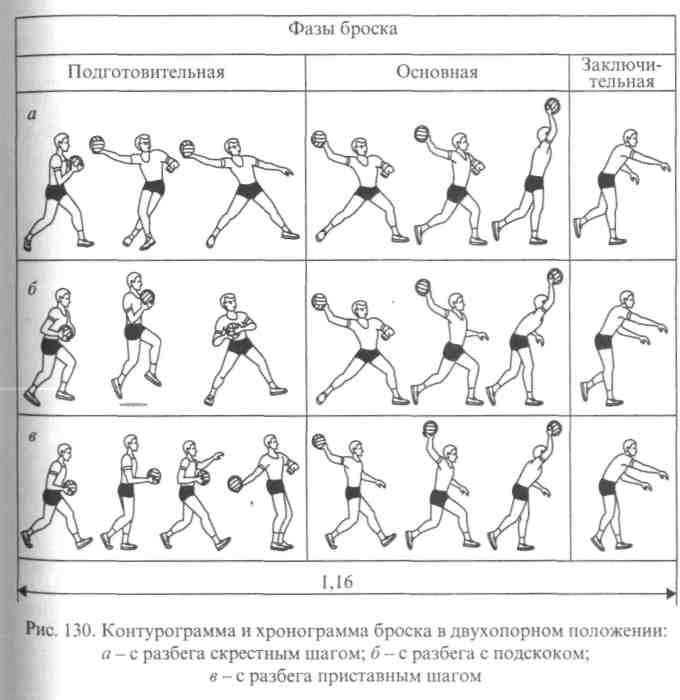 Фазы броска
Подготовительная
Основная
Заключи-
тельная
а
б
в
1,16
Рис. 130. Контурограмма и хронограмма броска в двухопорном положении:
а – с разбега скрестным шагом; б – с разбега с подскоком;
в – с разбега приставным шагом